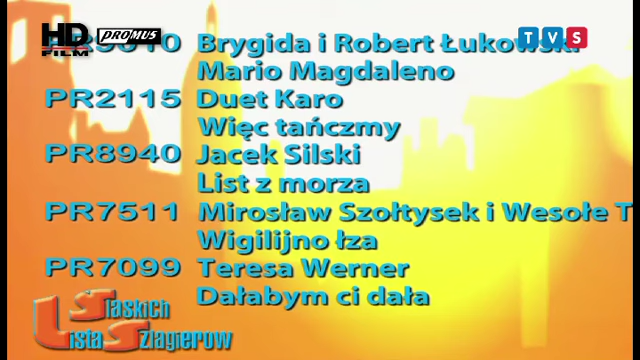 HD FILM PROMUS TVS
Brygida i Robert Łukowski
Mario Magdaleno
PR2115 Duet Karo
Więc tańczmy
PR8940 Jacek Silski
List z morza
PR7511 Mirosław Szołtysek i Wesołe T
Wigilijno łza
PR7099 Teresa Werner
Dałabym ci dała
Śląskich
Lista Szlagierów